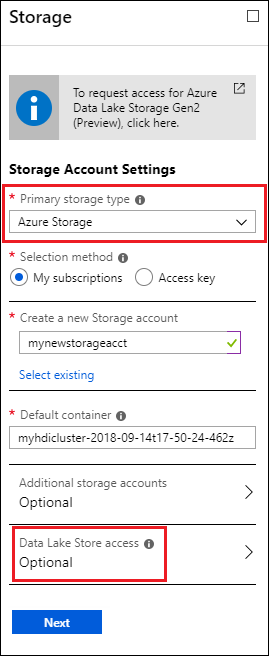 Storage
To request access for Azure
Data Lake Storage Gen2
(Preview), click here.
Storage Account Settings
* Primary storage type
Azure Storage
* Selection method
My subscriptions Access key
* Create a new Storage account
mynewstorageacct
Select existing
* Default container
myhdicluster-2018-09-14t17-50-24-462z
Additional storage accounts
Optional
Data Lake Store access
Optional
Next